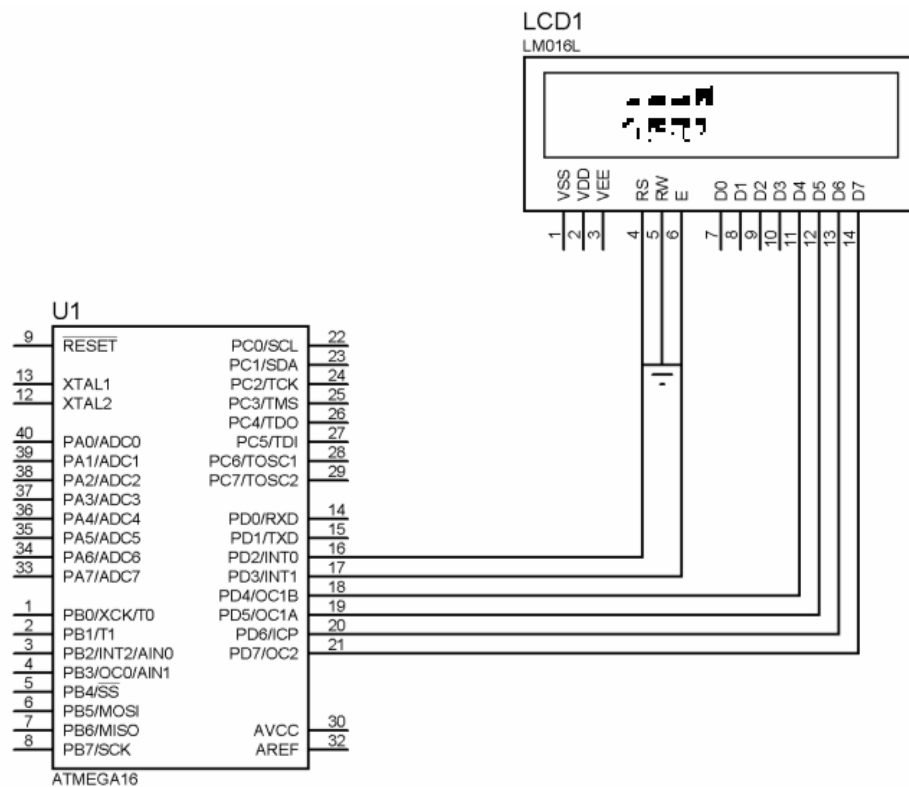 LCD1
LM016L
VSS
VDD
VEE
RS
RW
E
D0
D1
D2
D3
D4
D5
D6
D7
1
2
3
4
5
6
7
8
9
10
11
12
13
14
U1
9 RESET PC0/SCL 22
PC1/SDA 23
13 XTAL1 PC2/TCK 24
12 XTAL2 PC3/TMS 25
PC4/TDO 26
40 PA0/ADC0 PC5/TDI 27
39 PA1/ADC1 PC6/TOSC1 28
38 PA2/ADC2 PC7/TOSC2 29
37 PA3/ADC3
36 PA4/ADC4 PD0/RXD 14
35 PA5/ADC5 PD1/TXD 15
34 PA6/ADC6 PD2/INT0 16
33 PA7/ADC7 PD3/INT1 17
PD4/OC1B 18
1 PB0/XCK/T0 PD5/OC1A 19
2 PB1/T1 PD6/ICP 20
3 PB2/INT2/AIN0 PD7/OC2 21
4 PB3/OC0/AIN1
5 PB4/SS
6 PB5/MOSI
7 PB6/MISO AVCC 30
8 PB7/SCK AREF 32
ATMEGA16